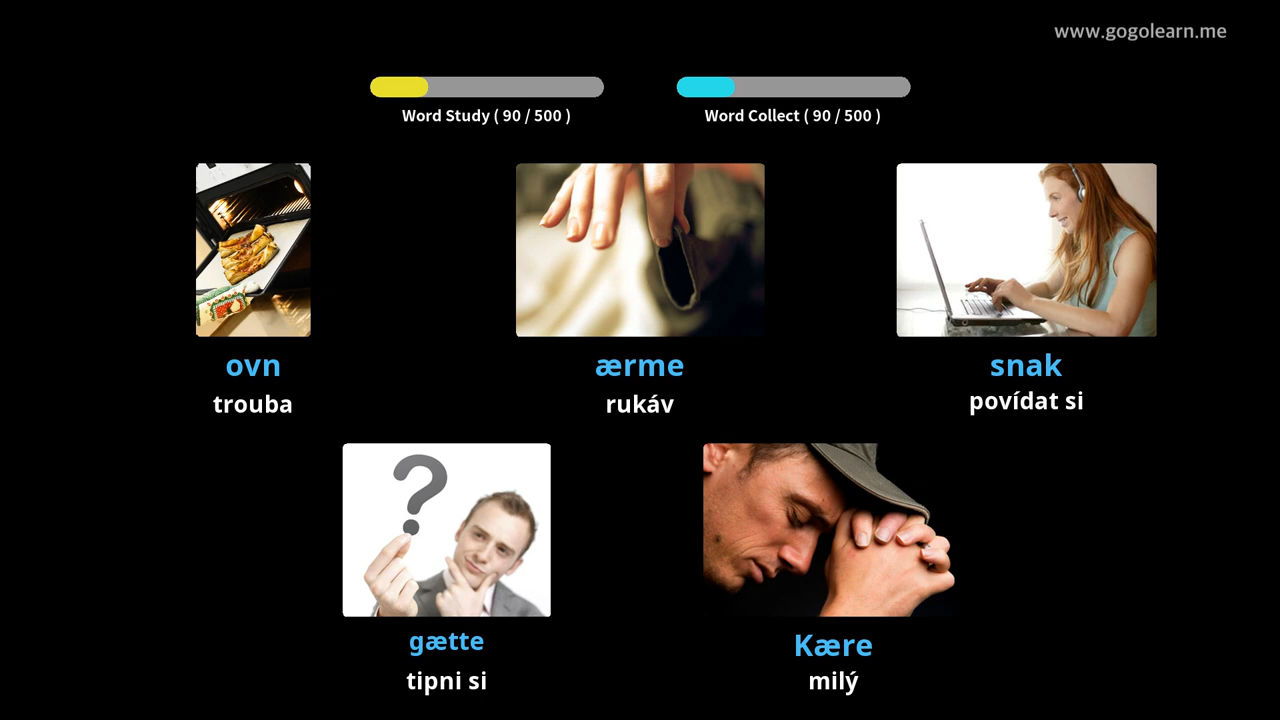 www.gogolearn.me
Word Study ( 90 / 500 )
Word Collect ( 90 / 500 )
ovn
trouba
ærme
rukáv
snak
povídat si
gætte
tipni si
Kære
milý